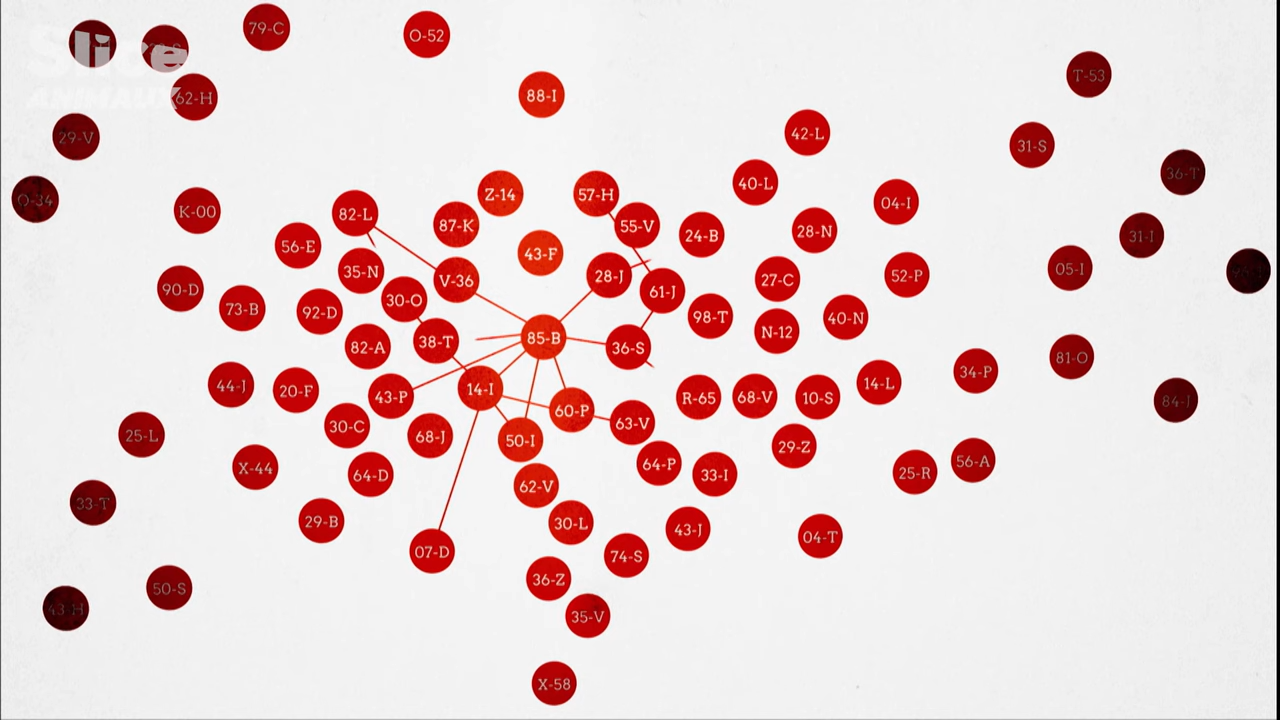 Slice
ANIMAUX
79-C
O-52
62-H
88-I
T-53
29-V
42-L
31-S
36-T
O-34
K-00
82-L
Z-14
57-H
40-L
04-I
87-K
55-V
24-B
28-N
31-I
56-E
43-F
35-N
V-36
28-J
27-C
52-P
05-I
90-D
73-B
92-D
30-O
61-J
98-T
N-12
40-N
82-A
38-T
85-B
36-S
81-O
44-J
20-F
43-P
14-I
R-65
68-V
10-S
14-L
34-P
84-J
25-L
30-C
68-J
50-I
60-P
63-V
29-Z
X-44
64-D
64-P
33-I
25-R
56-A
33-T
29-B
62-V
30-L
43-J
04-T
07-D
74-S
50-S
36-Z
43-H
35-V
X-58